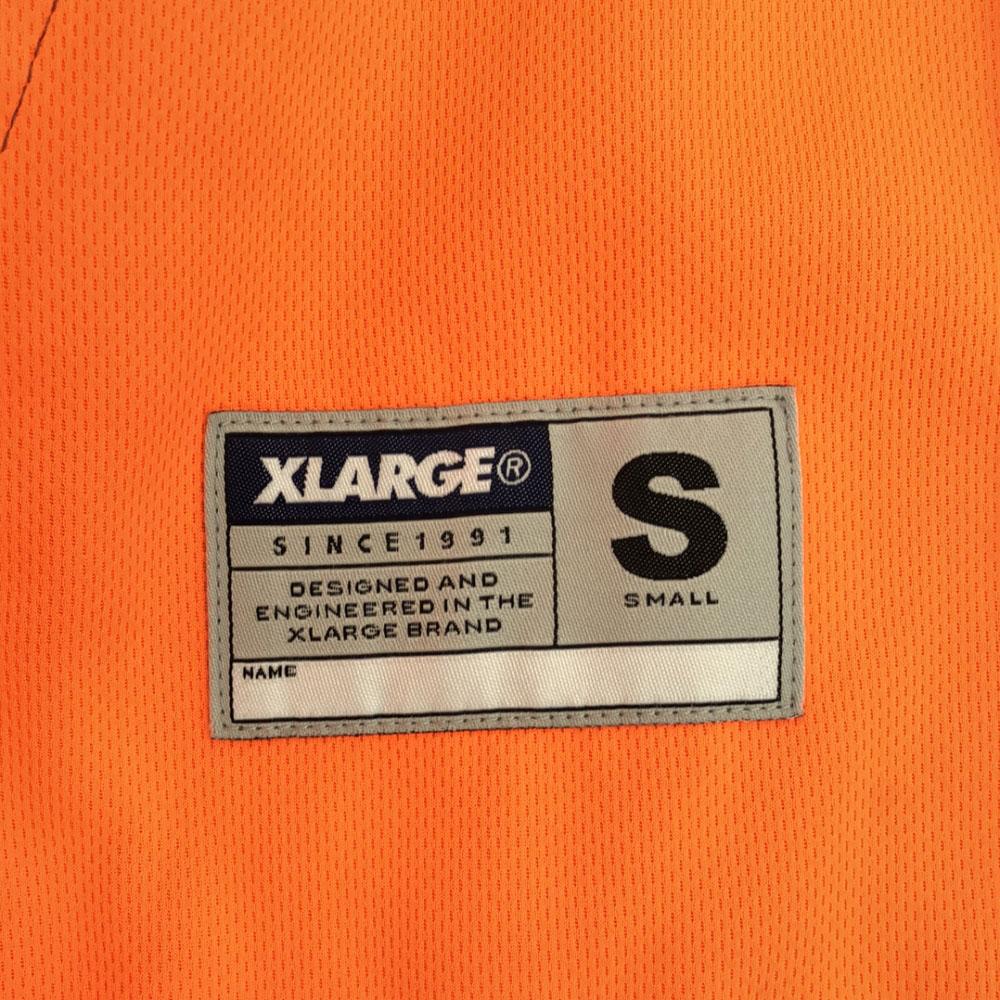 XLARGE®
SINCE1991
DESIGNED AND
ENGINEERED IN THE
XLARGE BRAND
S
SMALL
NAME